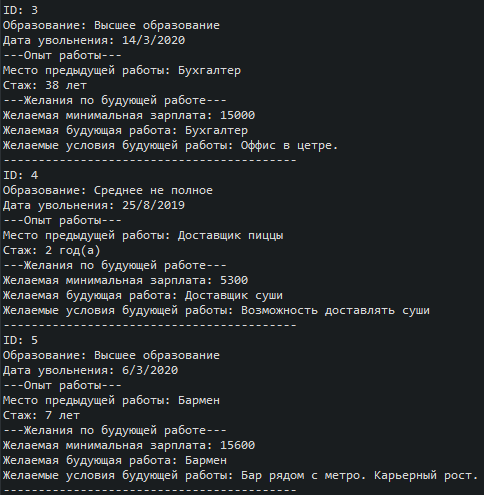 ID: 3
Образование: Высшее образование
Дата увольнения: 14/3/2020
---Опыт работы---
Место предыдущей работы: Бухгалтер
Стаж: 38 лет
---Желания по будующей работе---
Желаемая минимальная зарплата: 15000
Желаемая будующая работа: Бухгалтер
Желаемые условия будующей работы: Оффис в цетре.
------------------------------------------
ID: 4
Образование: Среднее не полное
Дата увольнения: 25/8/2019
---Опыт работы---
Место предыдущей работы: Доставщик пиццы
Стаж: 2 год(а)
---Желания по будующей работе---
Желаемая минимальная зарплата: 5300
Желаемая будующая работа: Доставщик суши
Желаемые условия будующей работы: Возможность доставлять суши
------------------------------------------
ID: 5
Образование: Высшее образование
Дата увольнения: 6/3/2020
---Опыт работы---
Место предыдущей работы: Бармен
Стаж: 7 лет
---Желания по будующей работе---
Желаемая минимальная зарплата: 15600
Желаемая будующая работа: Бармен
Желаемые условия будующей работы: Бар рядом с метро. Карьерный рост.
------------------------------------------